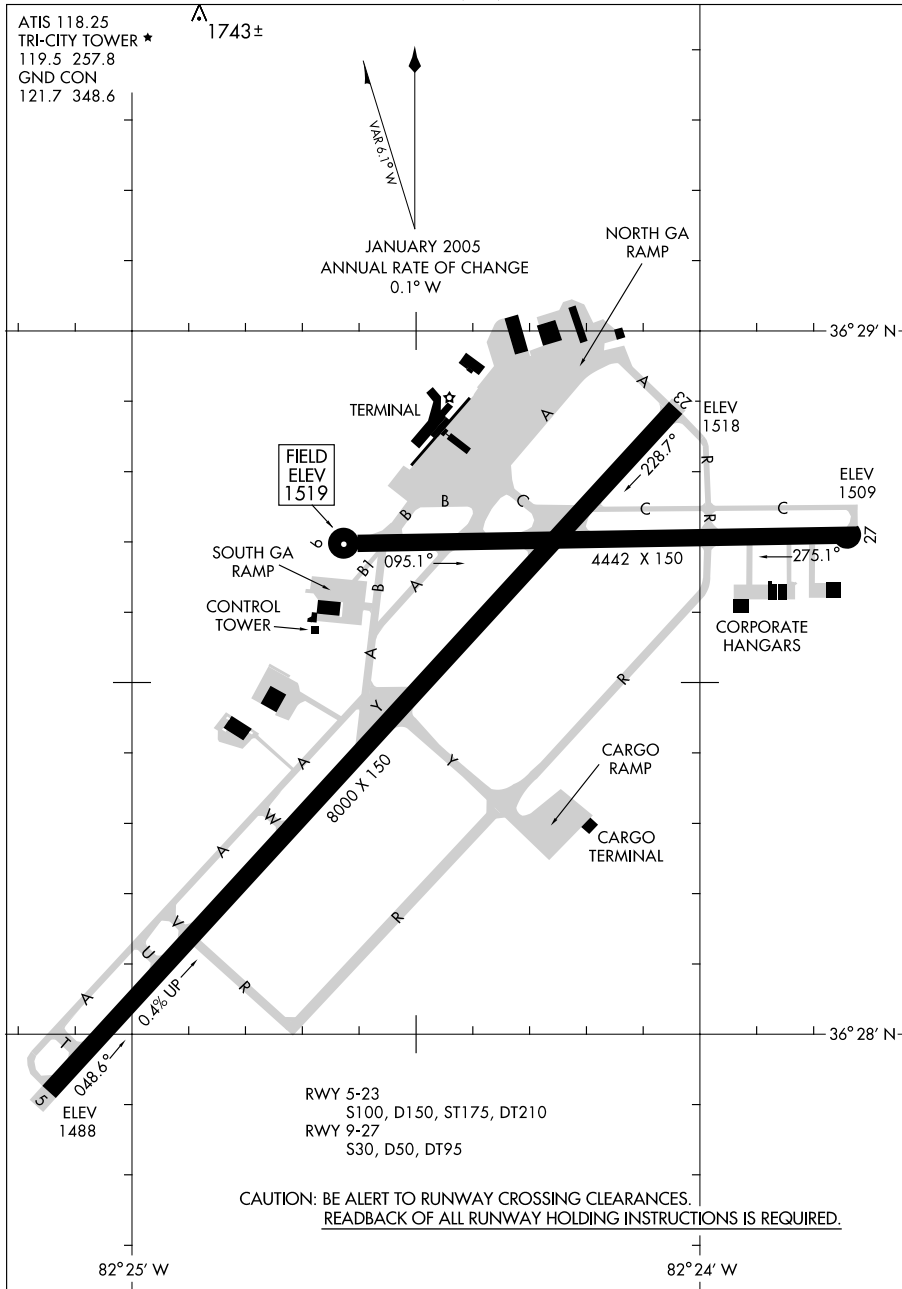 ATIS 118.25
TRI-CITY TOWER ★
119.5 257.8
GND CON
121.7 348.6
1743±
VAR 6.1° W
JANUARY 2005
ANNUAL RATE OF CHANGE
0.1° W
NORTH GA
RAMP
36°29' N
A
23
ELEV
1518
TERMINAL
A
228.7°
R
FIELD
ELEV
1519
ELEV
1509
B
B
C
C
C
R
9
27
SOUTH GA
RAMP
B1
095.1°
4442 X 150
275.1°
B
A
CONTROL
TOWER
CORPORATE
HANGARS
A
R
Y
A
Y
CARGO
RAMP
8000 X 150
W
A
CARGO
TERMINAL
R
V
U
R
A
0.4% UP
T
048.6°
36°28' N
5
ELEV
1488
RWY 5-23
S100, D150, ST175, DT210
RWY 9-27
S30, D50, DT95
CAUTION: BE ALERT TO RUNWAY CROSSING CLEARANCES.
READBACK OF ALL RUNWAY HOLDING INSTRUCTIONS IS REQUIRED.
82°25' W
82°24' W